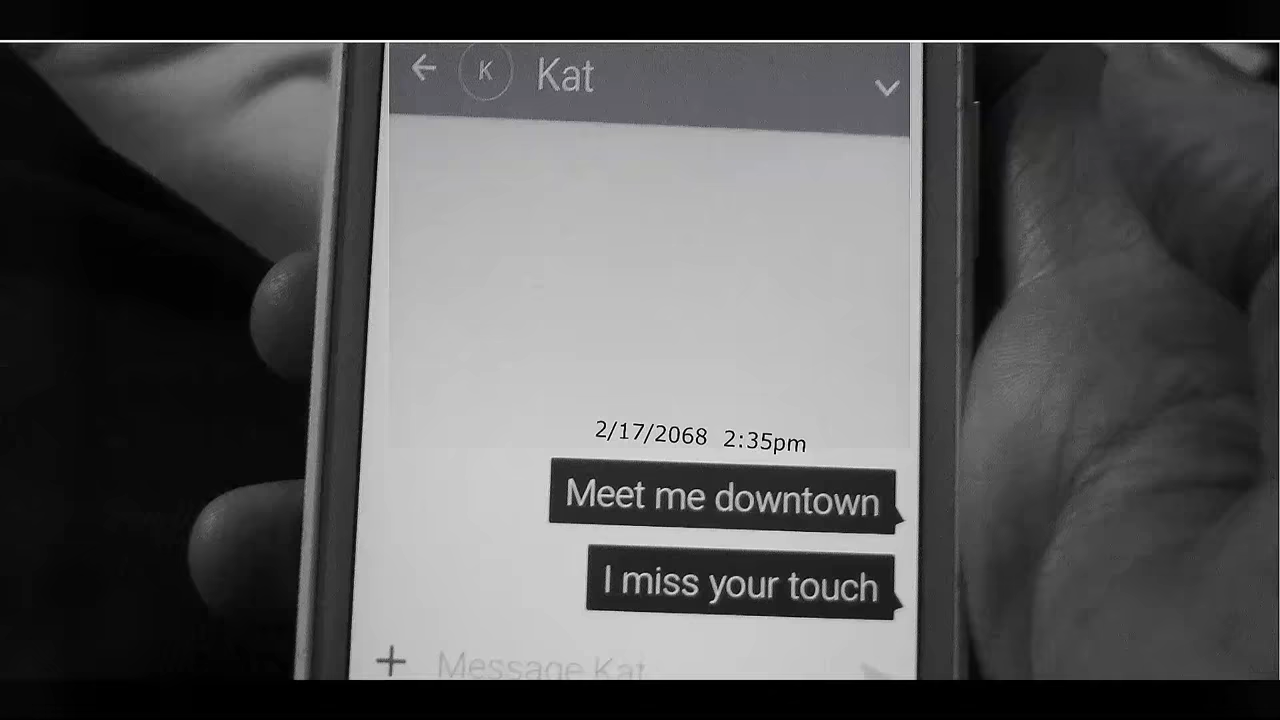 K Kat
2/17/2068 2:35pm
Meet me downtown
I miss your touch
Message Kat